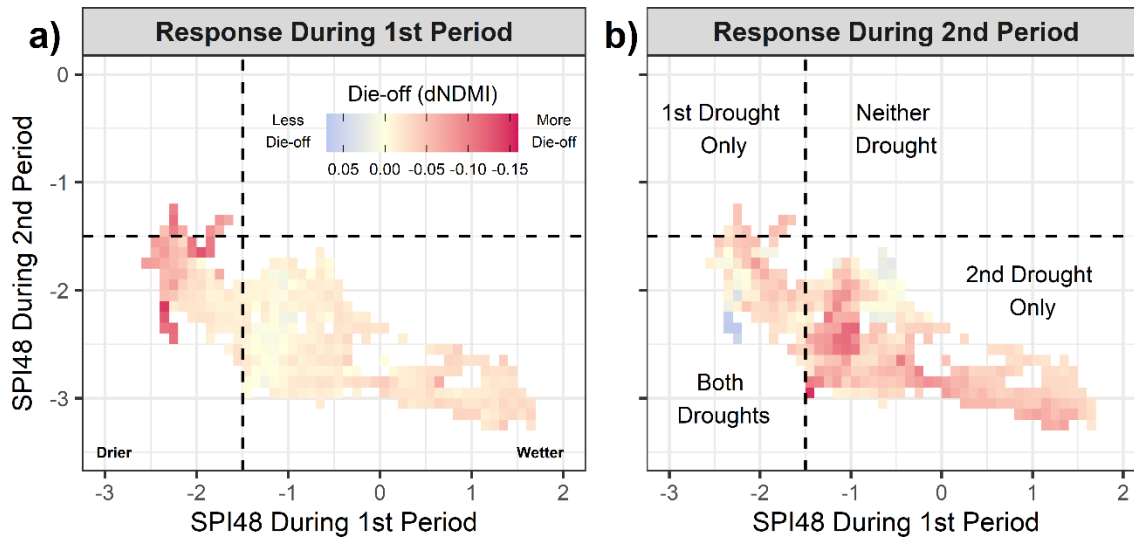 a)
Response During 1st Period
Die-off (dNDMI)
Less
Die-off
More
Die-off
0.05 0.00 -0.05 -0.10 -0.15
0
-1
-2
-3
SPI48 During 2nd Period
Drier
Wetter
-3 -2 -1 0 1 2
SPI48 During 1st Period
b)
Response During 2nd Period
1st Drought
Only
Neither
Drought
2nd Drought
Only
Both
Droughts
-3 -2 -1 0 1 2
SPI48 During 1st Period